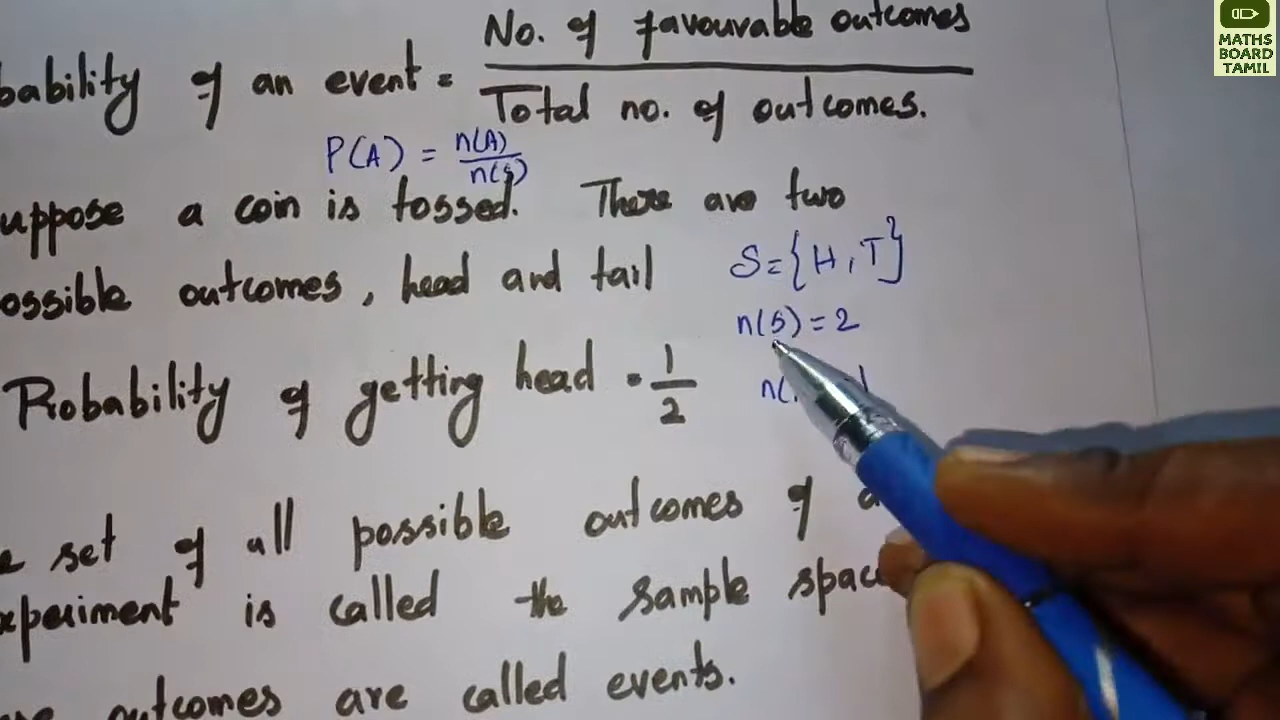 No. of favourable outcomes
bability of an event =
Total no. of outcomes.
P(A) = n(A)/n(S)
uppose a coin is tossed. There are two
ossible outcomes, head and tail
S={H,T}
n(S) = 2
Probability of getting head = 1/2
n(
set of all possible outcomes of
xperiment is called the sample spac
outcomes are called events.
MATHS
BOARD
TAMIL